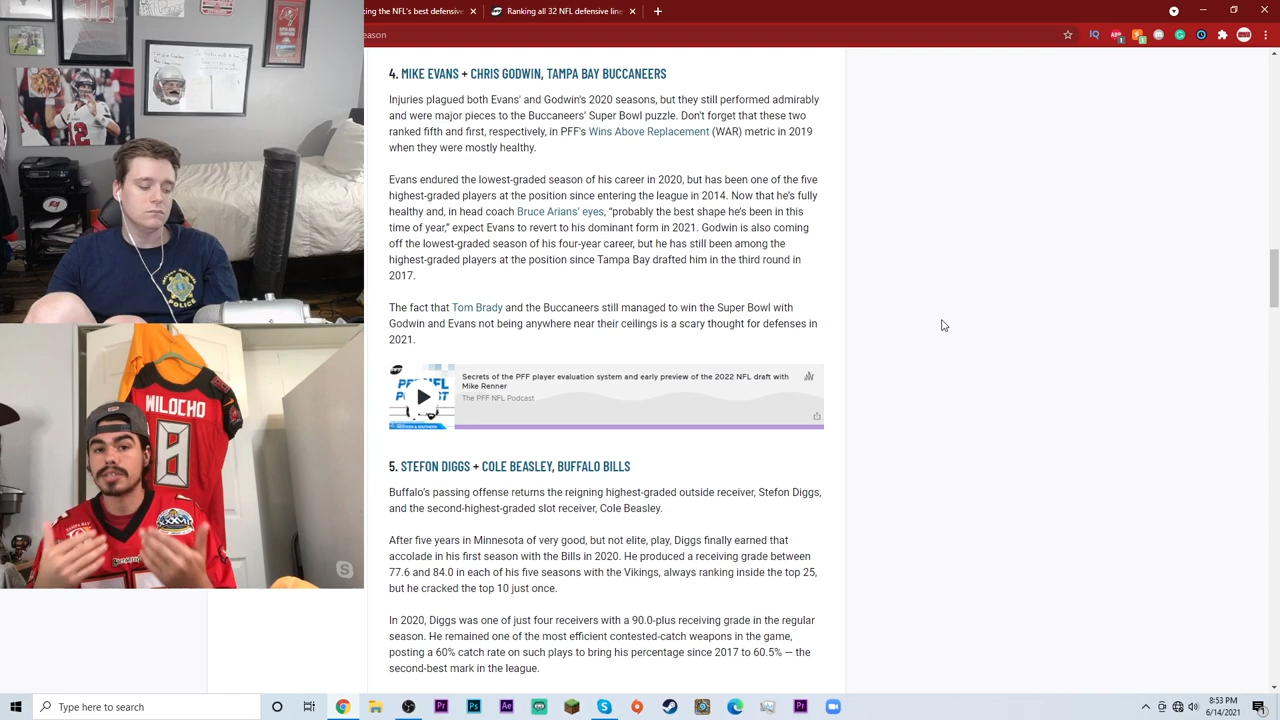 king the NFL's best defensive
Ranking all 32 NFL defensive line
eason
4. MIKE EVANS + CHRIS GODWIN, TAMPA BAY BUCCANEERS
Injuries plagued both Evans' and Godwin's 2020 seasons, but they still performed admirably
and were major pieces to the Buccaneers' Super Bowl puzzle. Don't forget that these two
ranked fifth and first, respectively, in PFF's Wins Above Replacement (WAR) metric in 2019
when they were mostly healthy.
Evans endured the lowest-graded season of his career in 2020, but has been one of the five
highest-graded players at the position since entering the league in 2014. Now that he's fully
healthy and, in head coach Bruce Arians' eyes, “probably the best shape he's been in this
time of year,” expect Evans to revert to his dominant form in 2021. Godwin is also coming
off the lowest-graded season of his four-year career, but he has still been among the
highest-graded players at the position since Tampa Bay drafted him in the third round in
2017.
The fact that Tom Brady and the Buccaneers still managed to win the Super Bowl with
Godwin and Evans not being anywhere near their ceilings is a scary thought for defenses in
2021.
Secrets of the PFF player evaluation system and early preview of the 2022 NFL draft with
Mike Renner
The PFF NFL Podcast
5. STEFON DIGGS + COLE BEASLEY, BUFFALO BILLS
Buffalo’s passing offense returns the reigning highest-graded outside receiver, Stefon Diggs,
and the second-highest-graded slot receiver, Cole Beasley.
After five years in Minnesota of very good, but not elite, play, Diggs finally earned that
accolade in his first season with the Bills in 2020. He produced a receiving grade between
77.6 and 84.0 in each of his five seasons with the Vikings, always ranking inside the top 25,
but he cracked the top 10 just once.
In 2020, Diggs was one of just four receivers with a 90.0-plus receiving grade in the regular
season. He remained one of the most efficient contested-catch weapons in the game,
posting a 60% catch rate on such plays to bring his percentage since 2017 to 60.5% — the
second-best mark in the league.
12
POLICE
WILOCHO
8
TAMPA BAY
XXXVII
S
Type here to search
Pr
Ps
Ae
S
Pr
8:53 PM
6/14/2021